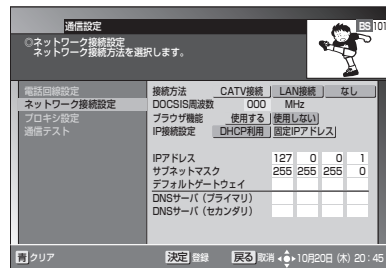 通信設定
BS 101
◎ネットワーク接続設定
ネットワーク接続方法を選択します。
電話回線設定
ネットワーク接続設定
プロキシ設定
通信テスト
接続方法 CATV接続 LAN接続 なし
DOCSIS周波数 000 MHz
ブラウザ機能 使用する 使用しない
IP接続設定 DHCP利用 固定IPアドレス
IPアドレス 127 0 0 1
サブネットマスク 255 255 255 0
デフォルトゲートウェイ
DNSサーバ (プライマリ)
DNSサーバ (セカンダリ)
青 クリア 決定 登録 戻る 取消 10月20日 (木) 20:45